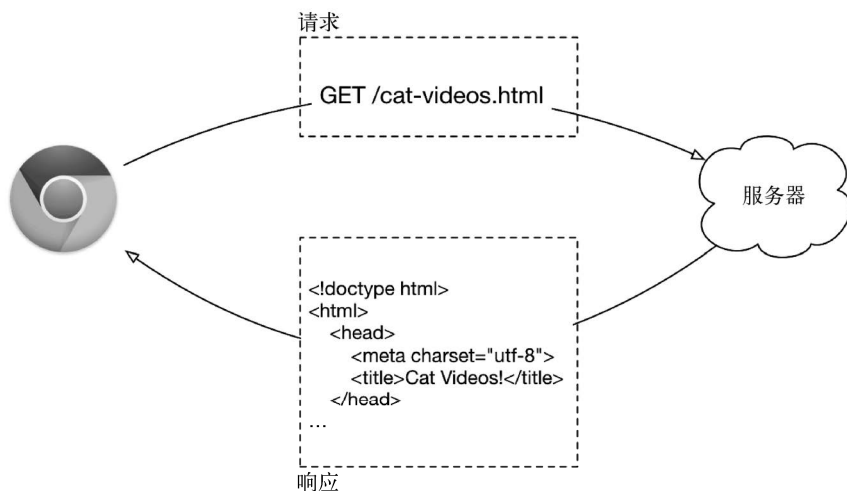 请求
GET /cat-videos.html
服务器
<!doctype html>
<html>
<head>
<meta charset="utf-8">
<title>Cat Videos!</title>
</head>
...
响应